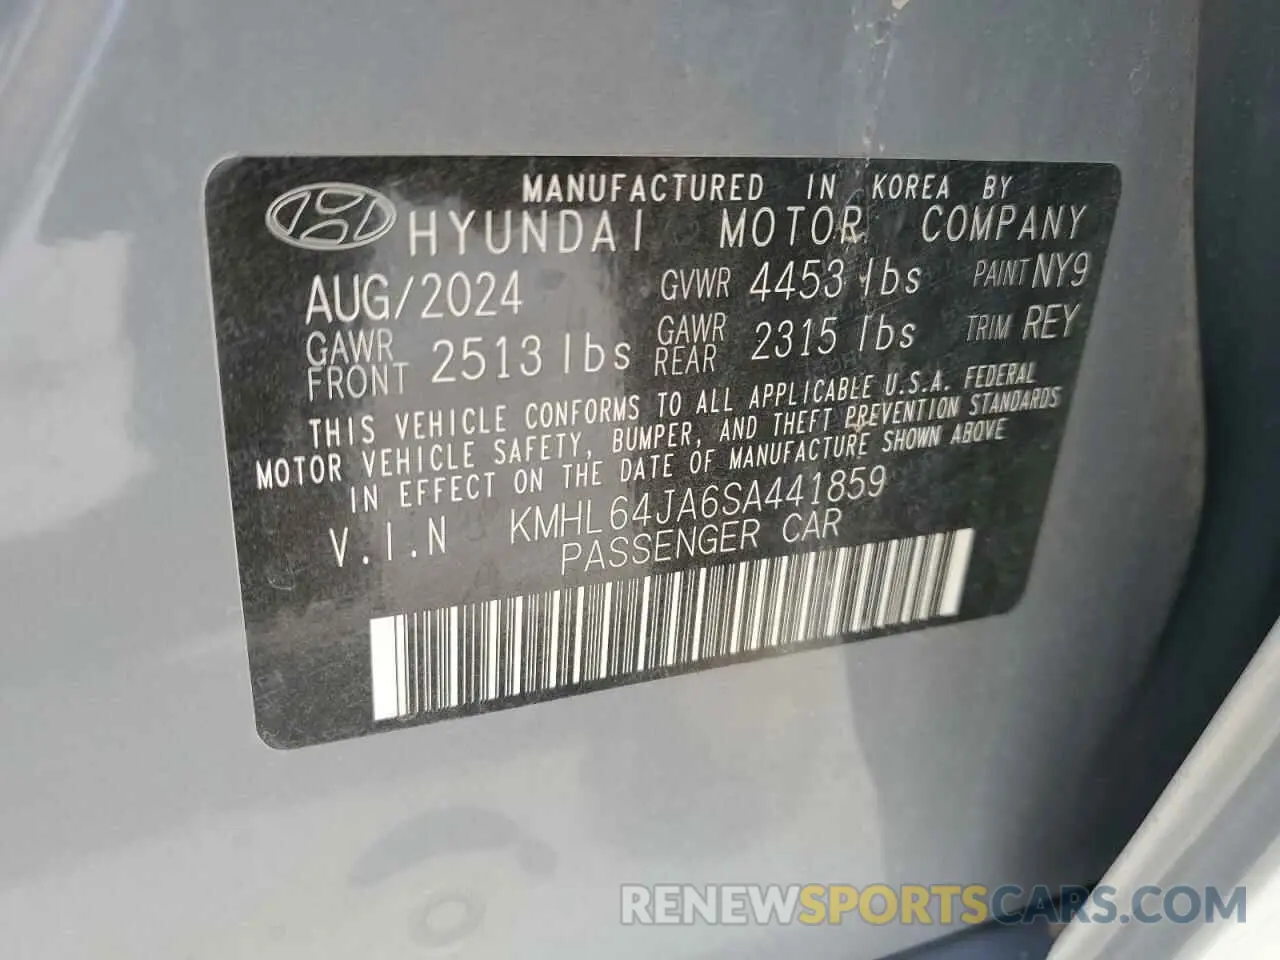 MANUFACTURED IN KOREA BY
HYUNDAI MOTOR COMPANY
AUG/2024 GVWR 4453 lbs PAINT NY9
GAWR FRONT 2513 lbs GAWR REAR 2315 lbs TRIM REY
THIS VEHICLE CONFORMS TO ALL APPLICABLE U.S.A. FEDERAL
MOTOR VEHICLE SAFETY, BUMPER, AND THEFT PREVENTION STANDARDS
IN EFFECT ON THE DATE OF MANUFACTURE SHOWN ABOVE
V.I.N KMHL64JA6SA441859
PASSENGER CAR
RENEWSPORTSCARS.COM